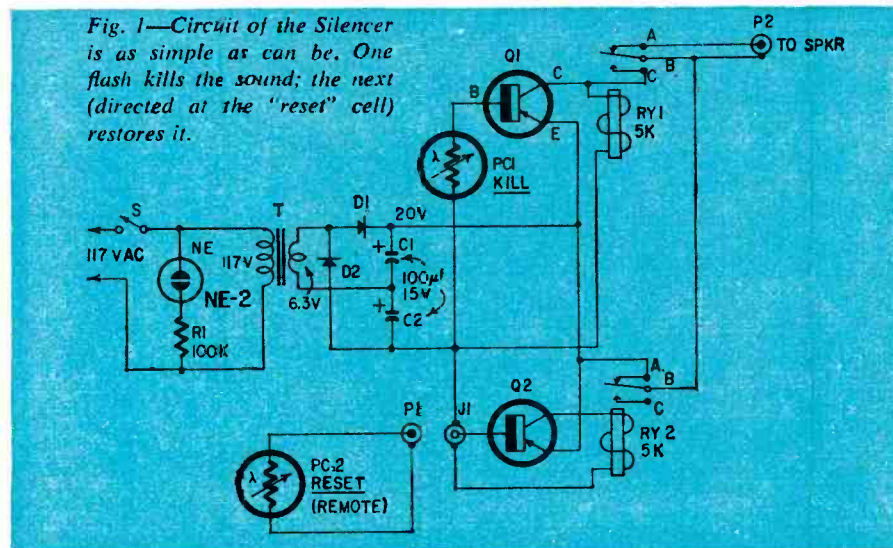 Fig. 1—Circuit of the Silencer
is as simple as can be. One
flash kills the sound; the next
(directed at the "reset" cell)
restores it.
P2
TO SPKR
A
B
C
Q1
C
B
E
RY1
5K
λ
PC1
KILL
S
117 VAC
NE
NE-2
R1
100K
T
117V
6.3V
D1
D2
20V
+
C1
100µf
15V
+
C2
A
B
C
Q2
RY 2
5K
P1
J1
λ
PC2
RESET
(REMOTE)